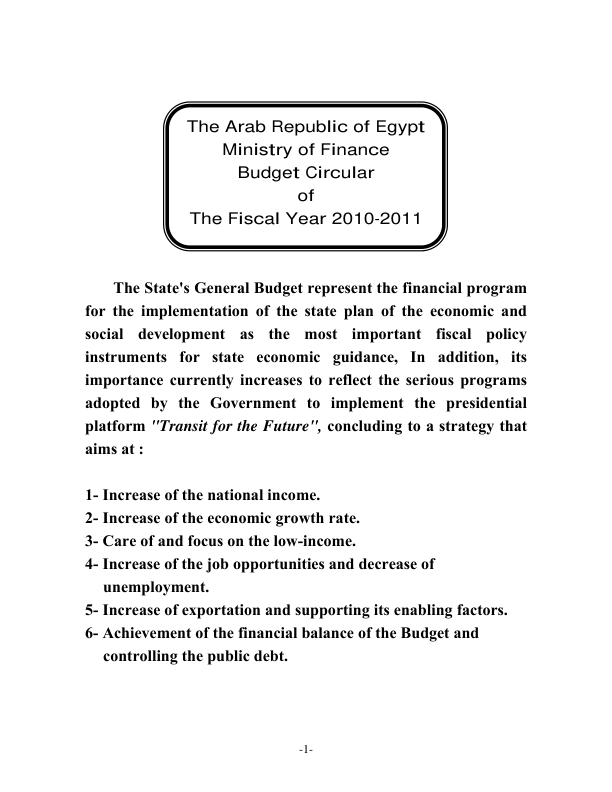 The Arab Republic of Egypt
Ministry of Finance
Budget Circular
of
The Fiscal Year 2010-2011
The State's General Budget represent the financial program
for the implementation of the state plan of the economic and
social development as the most important fiscal policy
instruments for state economic guidance, In addition, its
importance currently increases to reflect the serious programs
adopted by the Government to implement the presidential
platform "Transit for the Future", concluding to a strategy that
aims at :
1- Increase of the national income.
2- Increase of the economic growth rate.
3- Care of and focus on the low-income.
4- Increase of the job opportunities and decrease of
unemployment.
5- Increase of exportation and supporting its enabling factors.
6- Achievement of the financial balance of the Budget and
controlling the public debt.
-1-